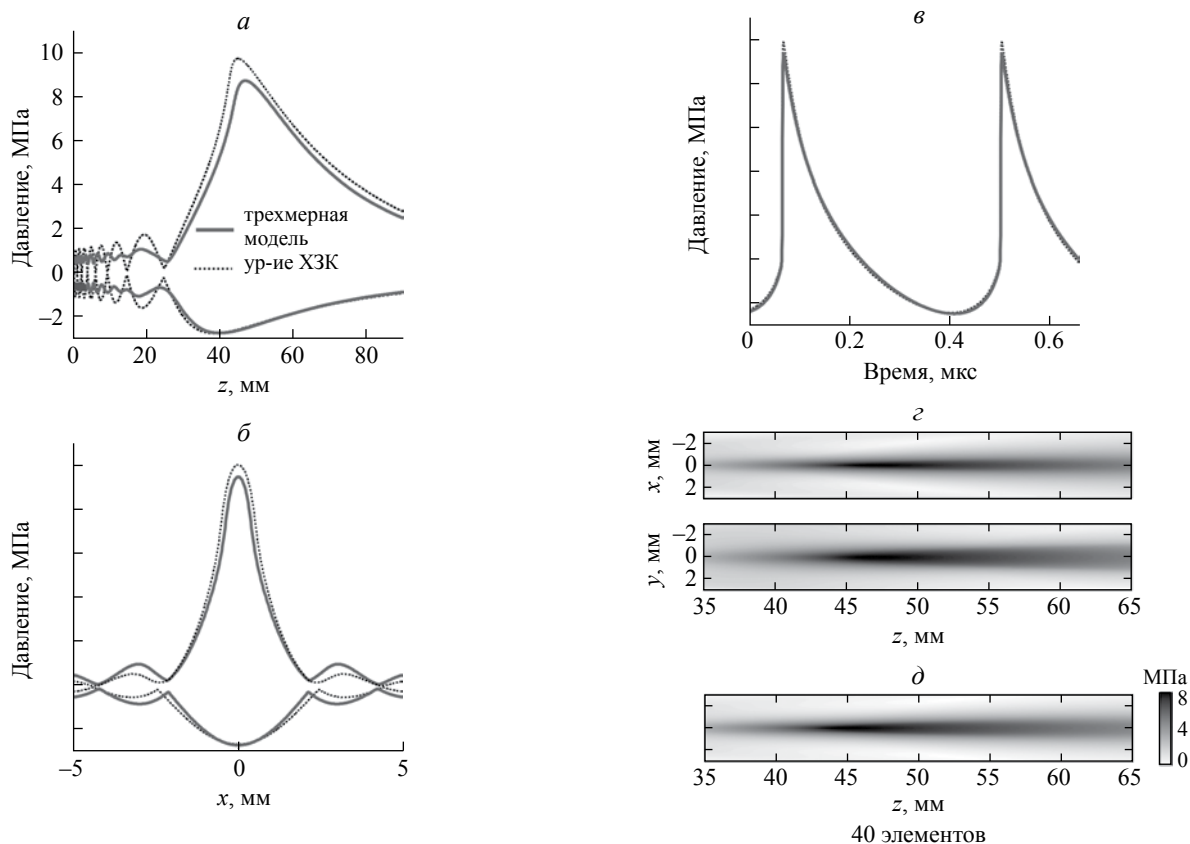 а
Давление, МПа
10
8
6
4
2
0
–2
трехмерная
модель
ур-ие ХЗК
0
20
40
60
80
z, мм
б
Давление, МПа
–5
0
5
x, мм
в
Давление, МПа
0
0.2
0.4
0.6
Время, мкс
г
x, мм
–2
0
2
y, мм
–2
0
2
35
40
45
50
55
60
65
z, мм
д
МПа
8
4
0
35
40
45
50
55
60
65
z, мм
40 элементов